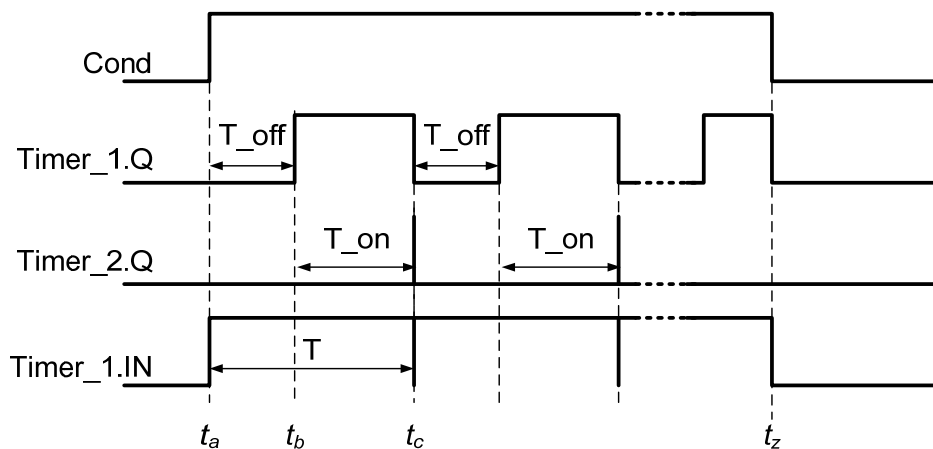 Cond
T_off T_off
Timer_1.Q
T_on T_on
Timer_2.Q
T
Timer_1.IN
ta tb tc tz